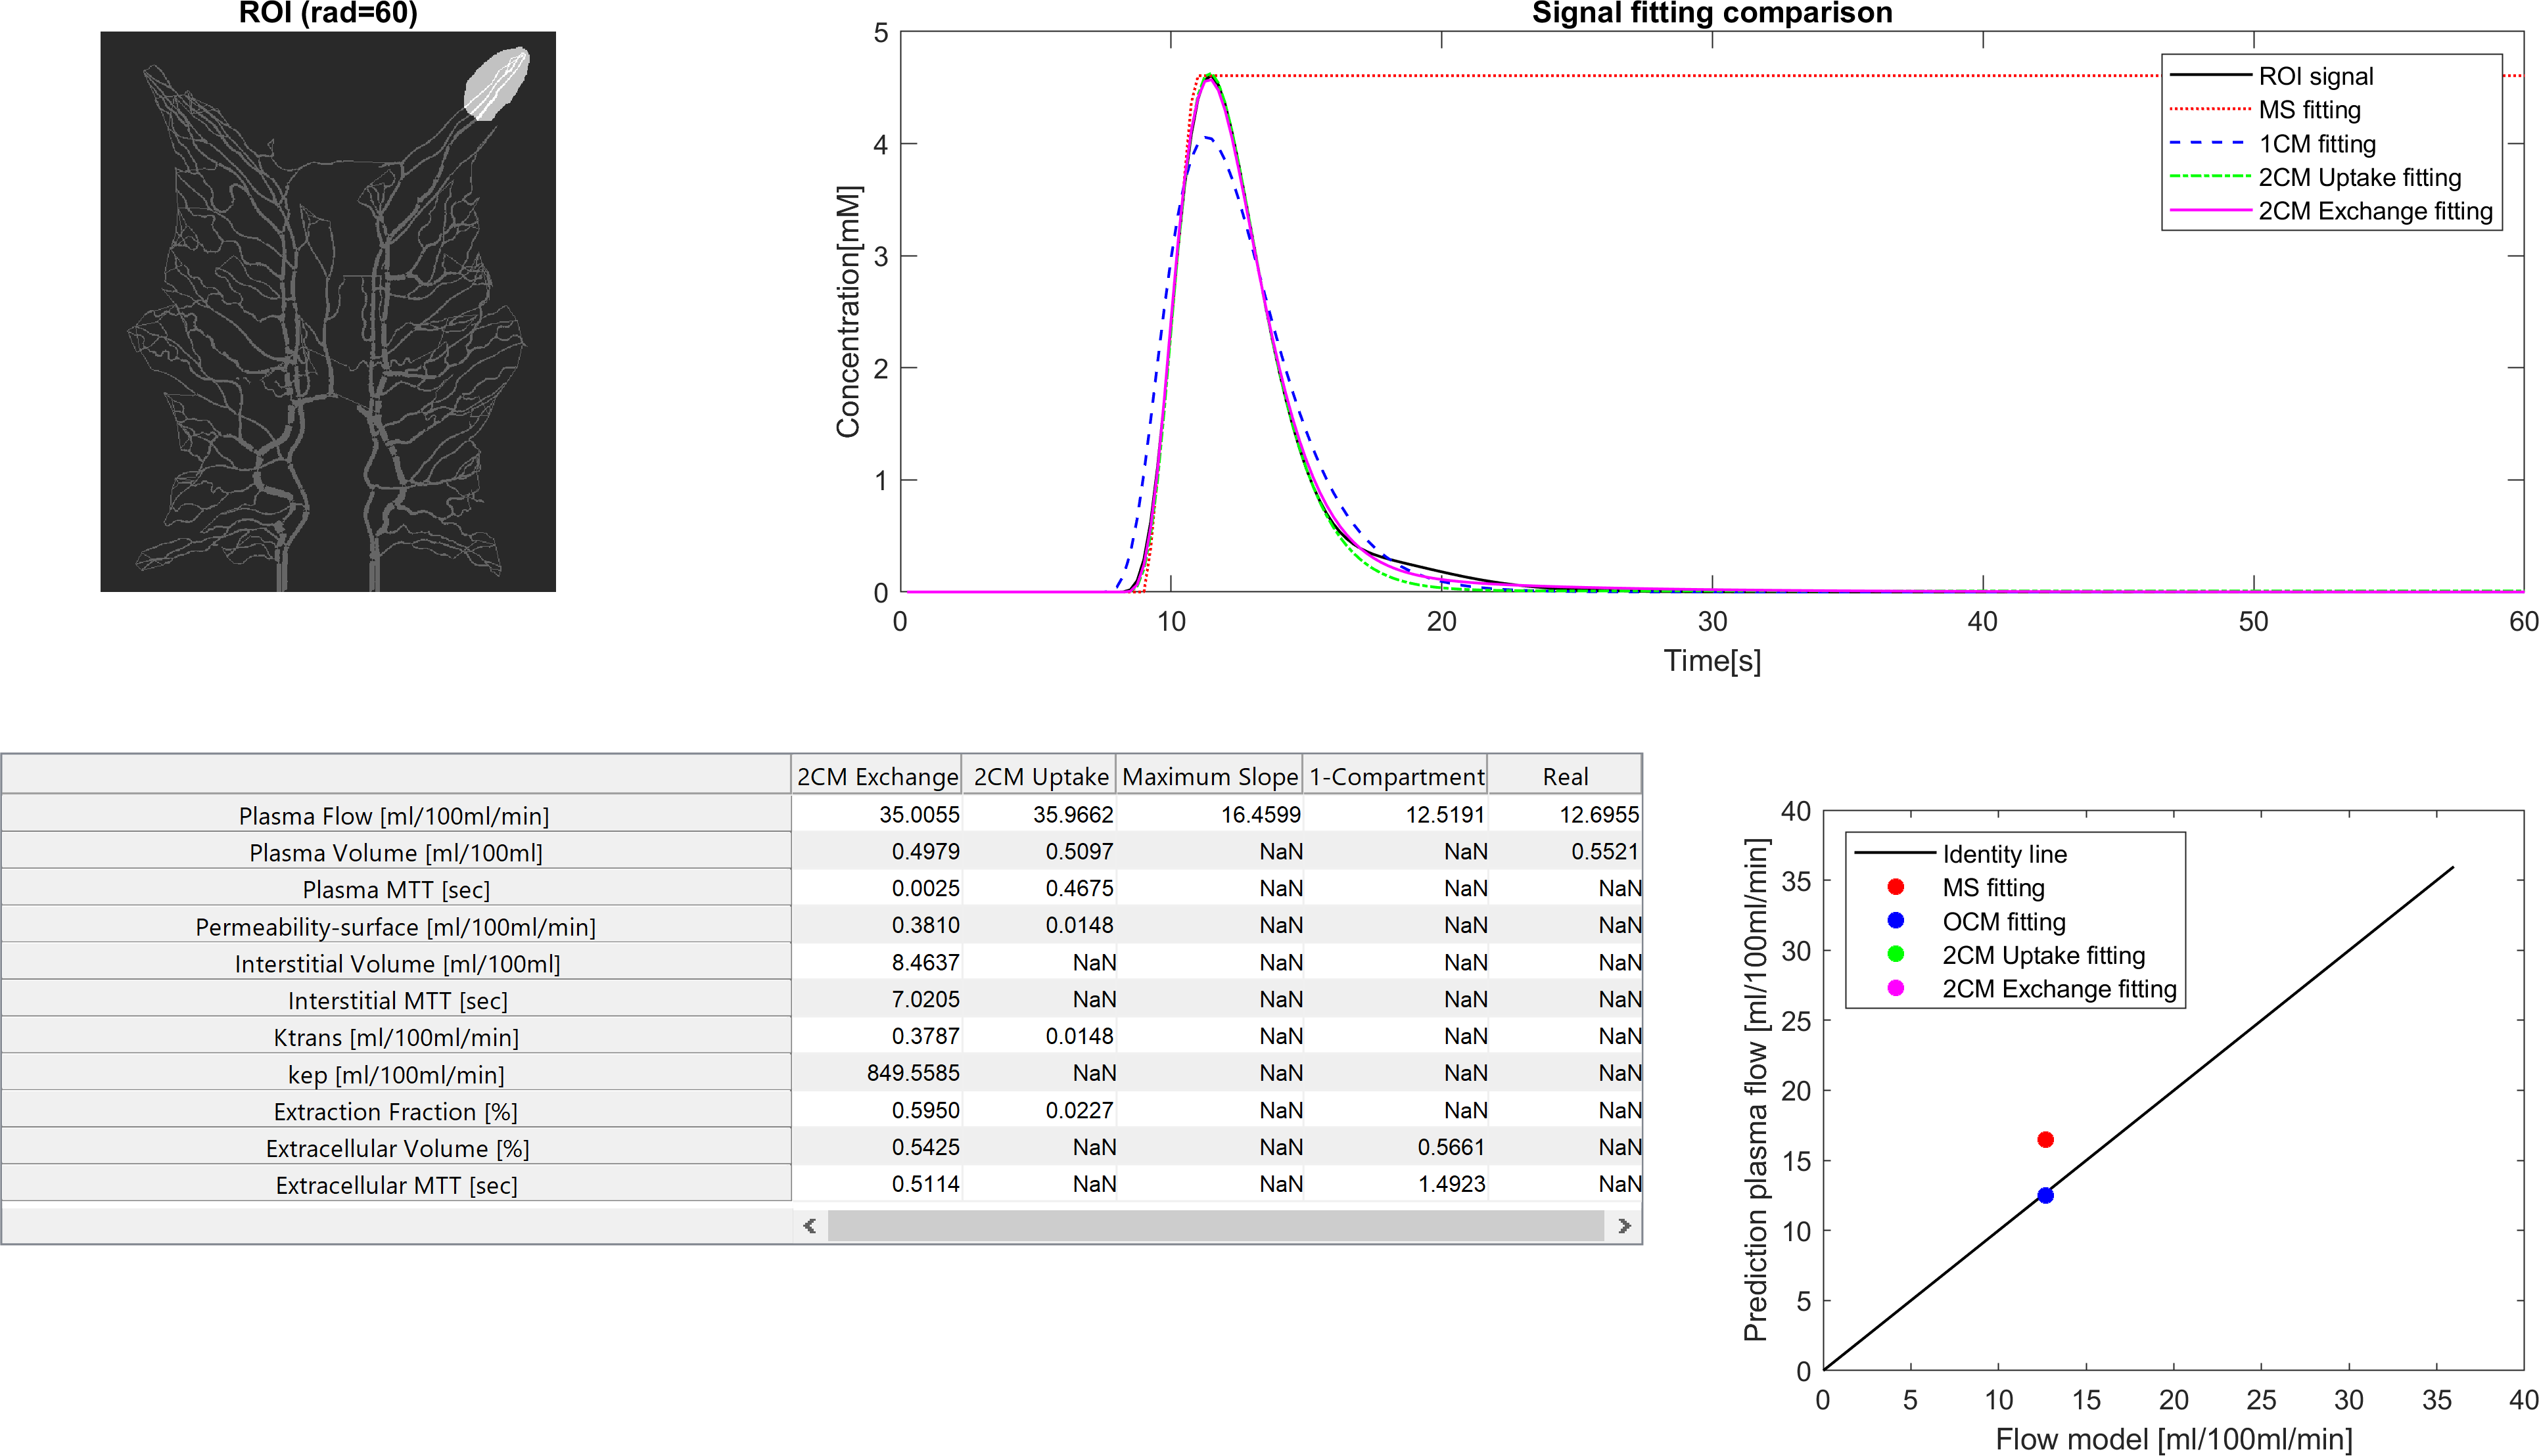 ROI (rad=60)
Signal fitting comparison
Concentration[mM]
5
4
3
2
1
0
0 10 20 30 40 50 60
Time[s]
ROI signal
MS fitting
1CM fitting
2CM Uptake fitting
2CM Exchange fitting
2CM Exchange 2CM Uptake Maximum Slope 1-Compartment Real
Plasma Flow [ml/100ml/min] 35.0055 35.9662 16.4599 12.5191 12.6955
Plasma Volume [ml/100ml] 0.4979 0.5097 NaN NaN 0.5521
Plasma MTT [sec] 0.0025 0.4675 NaN NaN NaN
Permeability-surface [ml/100ml/min] 0.3810 0.0148 NaN NaN NaN
Interstitial Volume [ml/100ml] 8.4637 NaN NaN NaN NaN
Interstitial MTT [sec] 7.0205 NaN NaN NaN NaN
Ktrans [ml/100ml/min] 0.3787 0.0148 NaN NaN NaN
kep [ml/100ml/min] 849.5585 NaN NaN NaN NaN
Extraction Fraction [%] 0.5950 0.0227 NaN NaN NaN
Extracellular Volume [%] 0.5425 NaN NaN 0.5661 NaN
Extracellular MTT [sec] 0.5114 NaN NaN 1.4923 NaN
Prediction plasma flow [ml/100ml/min]
40
35
30
25
20
15
10
5
0
0 5 10 15 20 25 30 35 40
Flow model [ml/100ml/min]
Identity line
MS fitting
OCM fitting
2CM Uptake fitting
2CM Exchange fitting